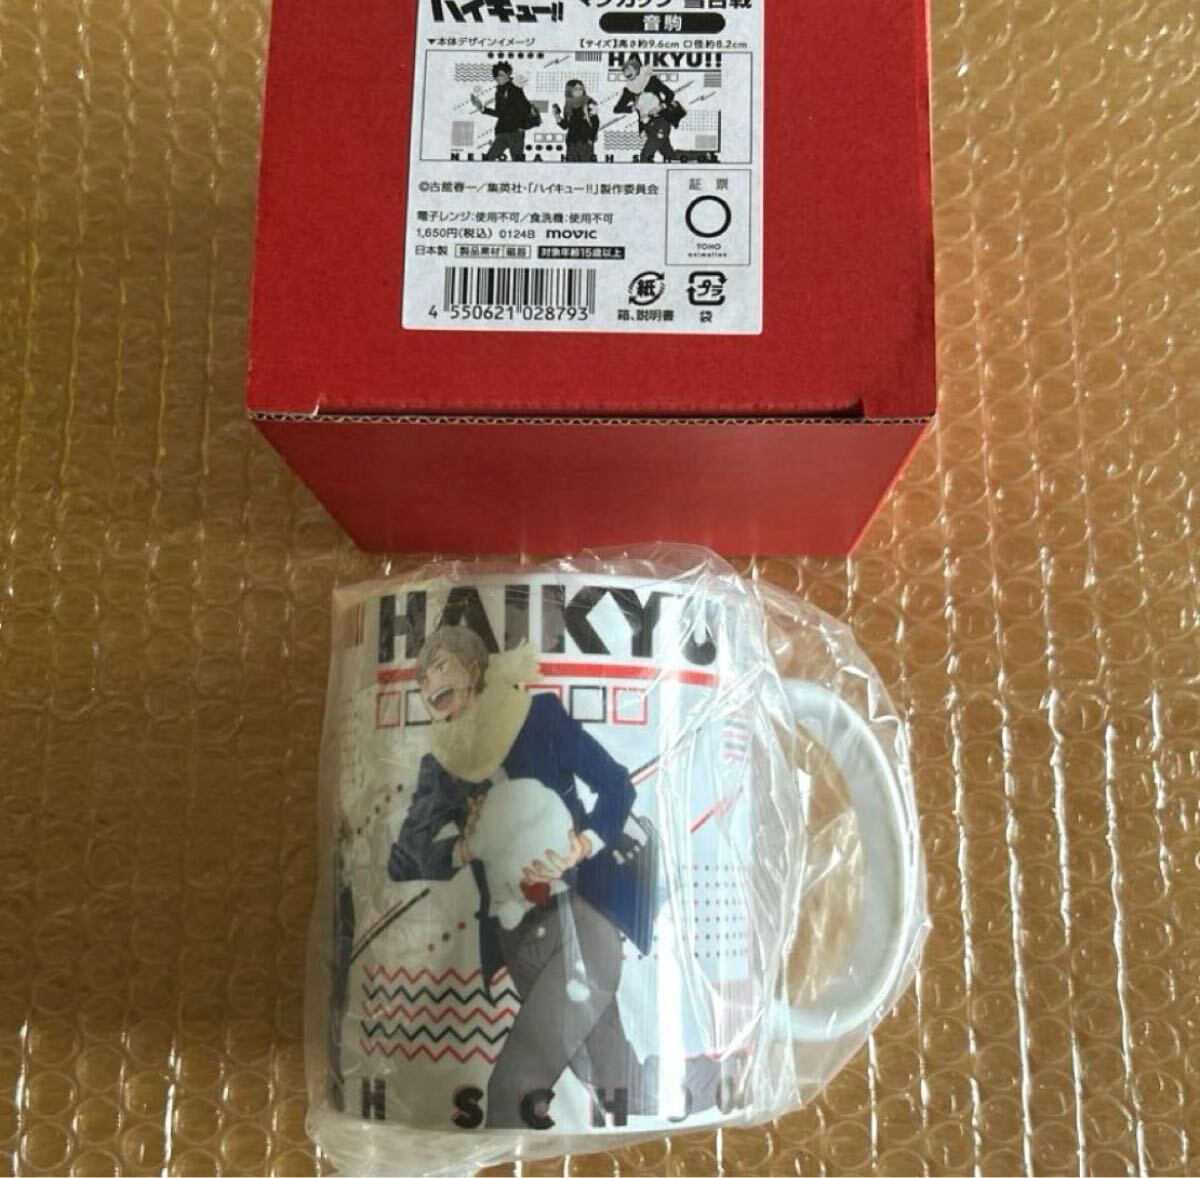 ハイキュー!!
マグカップ 雪合戦
音駒
▼本体デザインイメージ
【サイズ】高さ約9.6cm 口径約8.2cm
HAIKYU!!
NEKOMA HIGH SCHOOL
©古舘春一／集英社・「ハイキュー!!」製作委員会
電子レンジ:使用不可／食洗機:使用不可
1,650円(税込) 0124B movic
日本製 製品素材 磁器 対象年齢15歳以上
証 票
TOHO
animation
4 550621 028793
紙
箱、説明書
プラ
袋
HAIKYU
H SCHOO